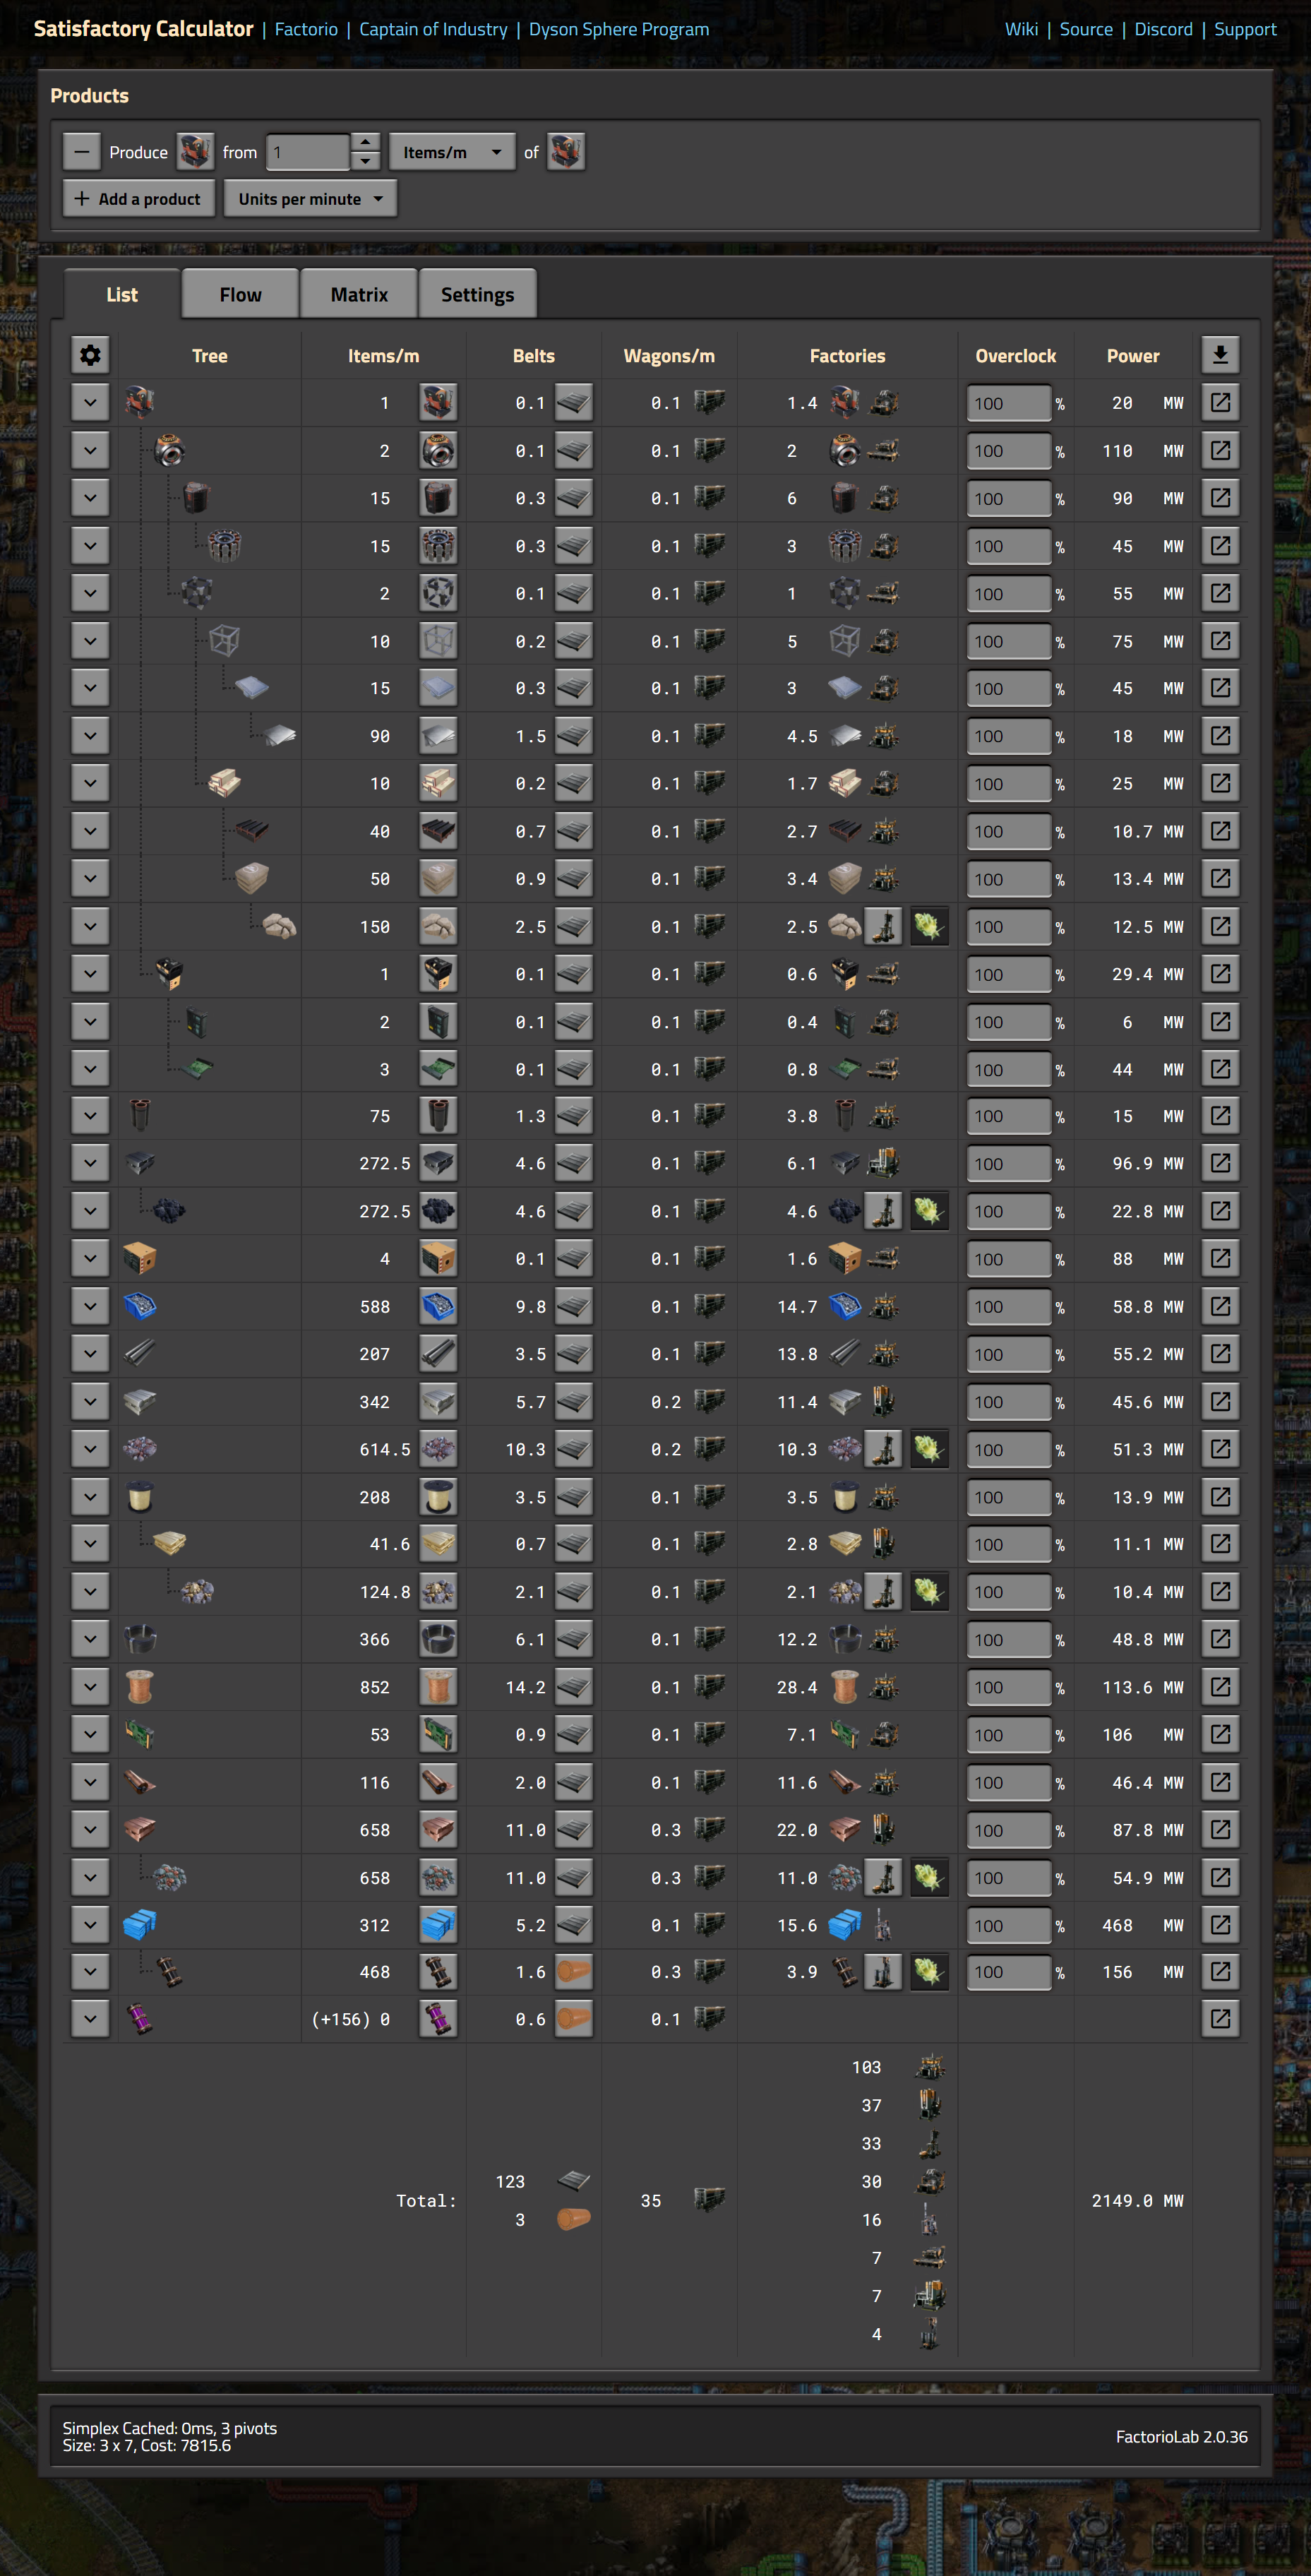 Satisfactory Calculator | Factorio | Captain of Industry | Dyson Sphere Program
Wiki | Source | Discord | Support
Products
Produce from 1 Items/m of
+ Add a product Units per minute
List Flow Matrix Settings
Tree Items/m Belts Wagons/m Factories Overclock Power
1 0.1 0.1 1.4 100 % 20 MW
2 0.1 0.1 2 100 % 110 MW
15 0.3 0.1 6 100 % 90 MW
15 0.3 0.1 3 100 % 45 MW
2 0.1 0.1 1 100 % 55 MW
10 0.2 0.1 5 100 % 75 MW
15 0.3 0.1 3 100 % 45 MW
90 1.5 0.1 4.5 100 % 18 MW
10 0.2 0.1 1.7 100 % 25 MW
40 0.7 0.1 2.7 100 % 10.7 MW
50 0.9 0.1 3.4 100 % 13.4 MW
150 2.5 0.1 2.5 100 % 12.5 MW
1 0.1 0.1 0.6 100 % 29.4 MW
2 0.1 0.1 0.4 100 % 6 MW
3 0.1 0.1 0.8 100 % 44 MW
75 1.3 0.1 3.8 100 % 15 MW
272.5 4.6 0.1 6.1 100 % 96.9 MW
272.5 4.6 0.1 4.6 100 % 22.8 MW
4 0.1 0.1 1.6 100 % 88 MW
588 9.8 0.1 14.7 100 % 58.8 MW
207 3.5 0.1 13.8 100 % 55.2 MW
342 5.7 0.2 11.4 100 % 45.6 MW
614.5 10.3 0.2 10.3 100 % 51.3 MW
208 3.5 0.1 3.5 100 % 13.9 MW
41.6 0.7 0.1 2.8 100 % 11.1 MW
124.8 2.1 0.1 2.1 100 % 10.4 MW
366 6.1 0.1 12.2 100 % 48.8 MW
852 14.2 0.1 28.4 100 % 113.6 MW
53 0.9 0.1 7.1 100 % 106 MW
116 2.0 0.1 11.6 100 % 46.4 MW
658 11.0 0.3 22.0 100 % 87.8 MW
658 11.0 0.3 11.0 100 % 54.9 MW
312 5.2 0.1 15.6 100 % 468 MW
468 1.6 0.3 3.9 100 % 156 MW
(+156) 0 0.6 0.1
103
37
33
123 30
Total: 35 2149.0 MW
3 16
7
7
4
Simplex Cached: 0ms, 3 pivots
Size: 3 x 7, Cost: 7815.6
FactorioLab 2.0.36